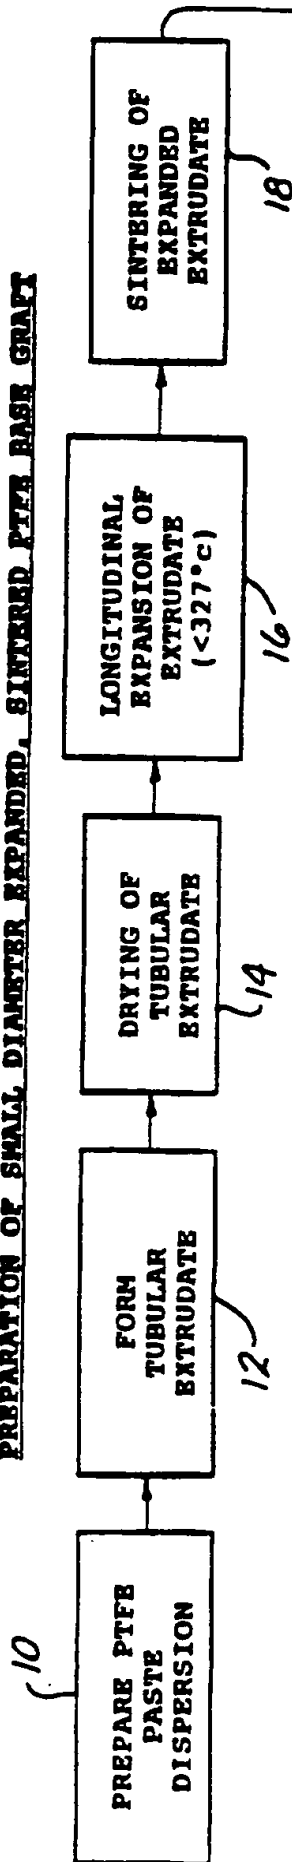 PREPARATION OF SMALL DIAMETER EXPANDED, SINTERED PTFE BASE GRAFT
10
PREPARE PTFE
PASTE
DISPERSION
FORM
TUBULAR
EXTRUDATE
12
DRYING OF
TUBULAR
EXTRUDATE
14
LONGITUDINAL
EXPANSION OF
EXTRUDATE
(<327°c)
16
SINTERING OF
EXPANDED
EXTRUDATE
18